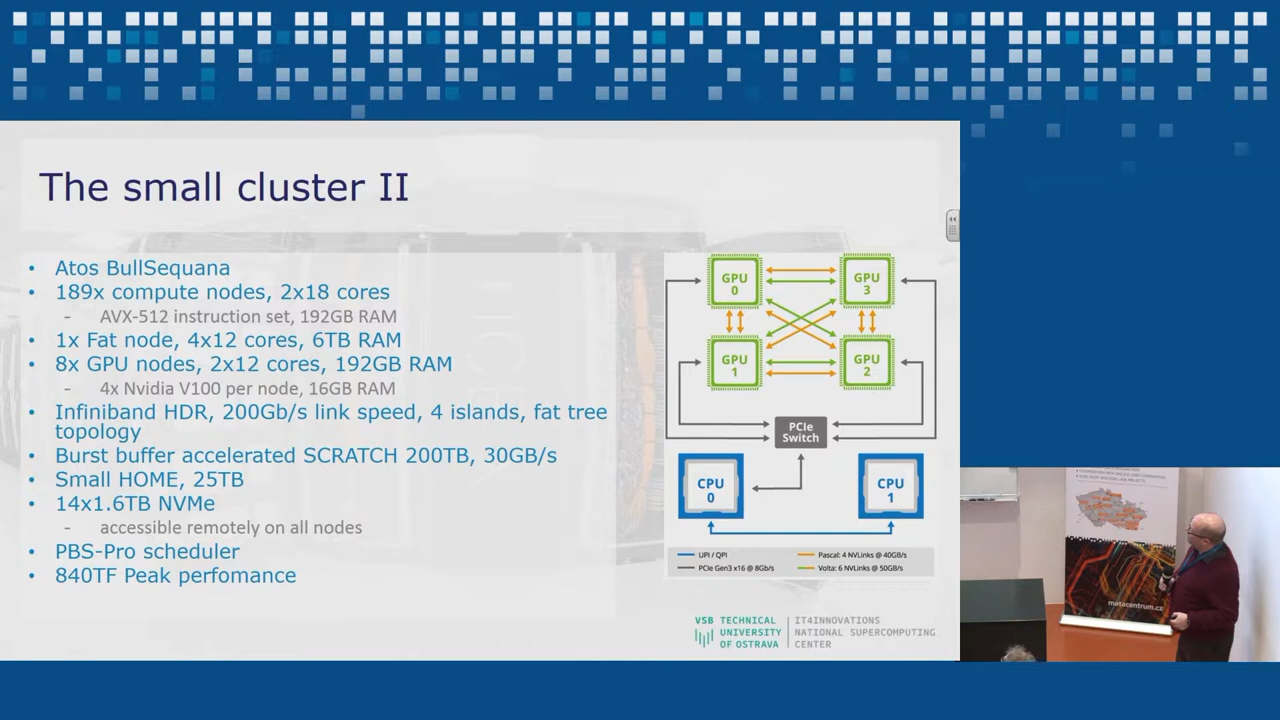 The small cluster II
• Atos BullSequana
• 189x compute nodes, 2x18 cores
- AVX-512 instruction set, 192GB RAM
• 1x Fat node, 4x12 cores, 6TB RAM
• 8x GPU nodes, 2x12 cores, 192GB RAM
- 4x Nvidia V100 per node, 16GB RAM
• Infiniband HDR, 200Gb/s link speed, 4 islands, fat tree
topology
• Burst buffer accelerated SCRATCH 200TB, 30GB/s
• Small HOME, 25TB
• 14x1.6TB NVMe
- accessible remotely on all nodes
• PBS-Pro scheduler
• 840TF Peak perfomance
GPU
0
GPU
3
GPU
1
GPU
2
PCIe
Switch
CPU
0
CPU
1
UPI / QPI
Pascal: 4 NVLinks @ 40GB/s
PCIe Gen3 x16 @ 8Gb/s
Volta: 6 NVLinks @ 50GB/s
VSB TECHNICAL
UNIVERSITY
OF OSTRAVA
IT4INNOVATIONS
NATIONAL SUPERCOMPUTING
CENTER
metacentrum.cz